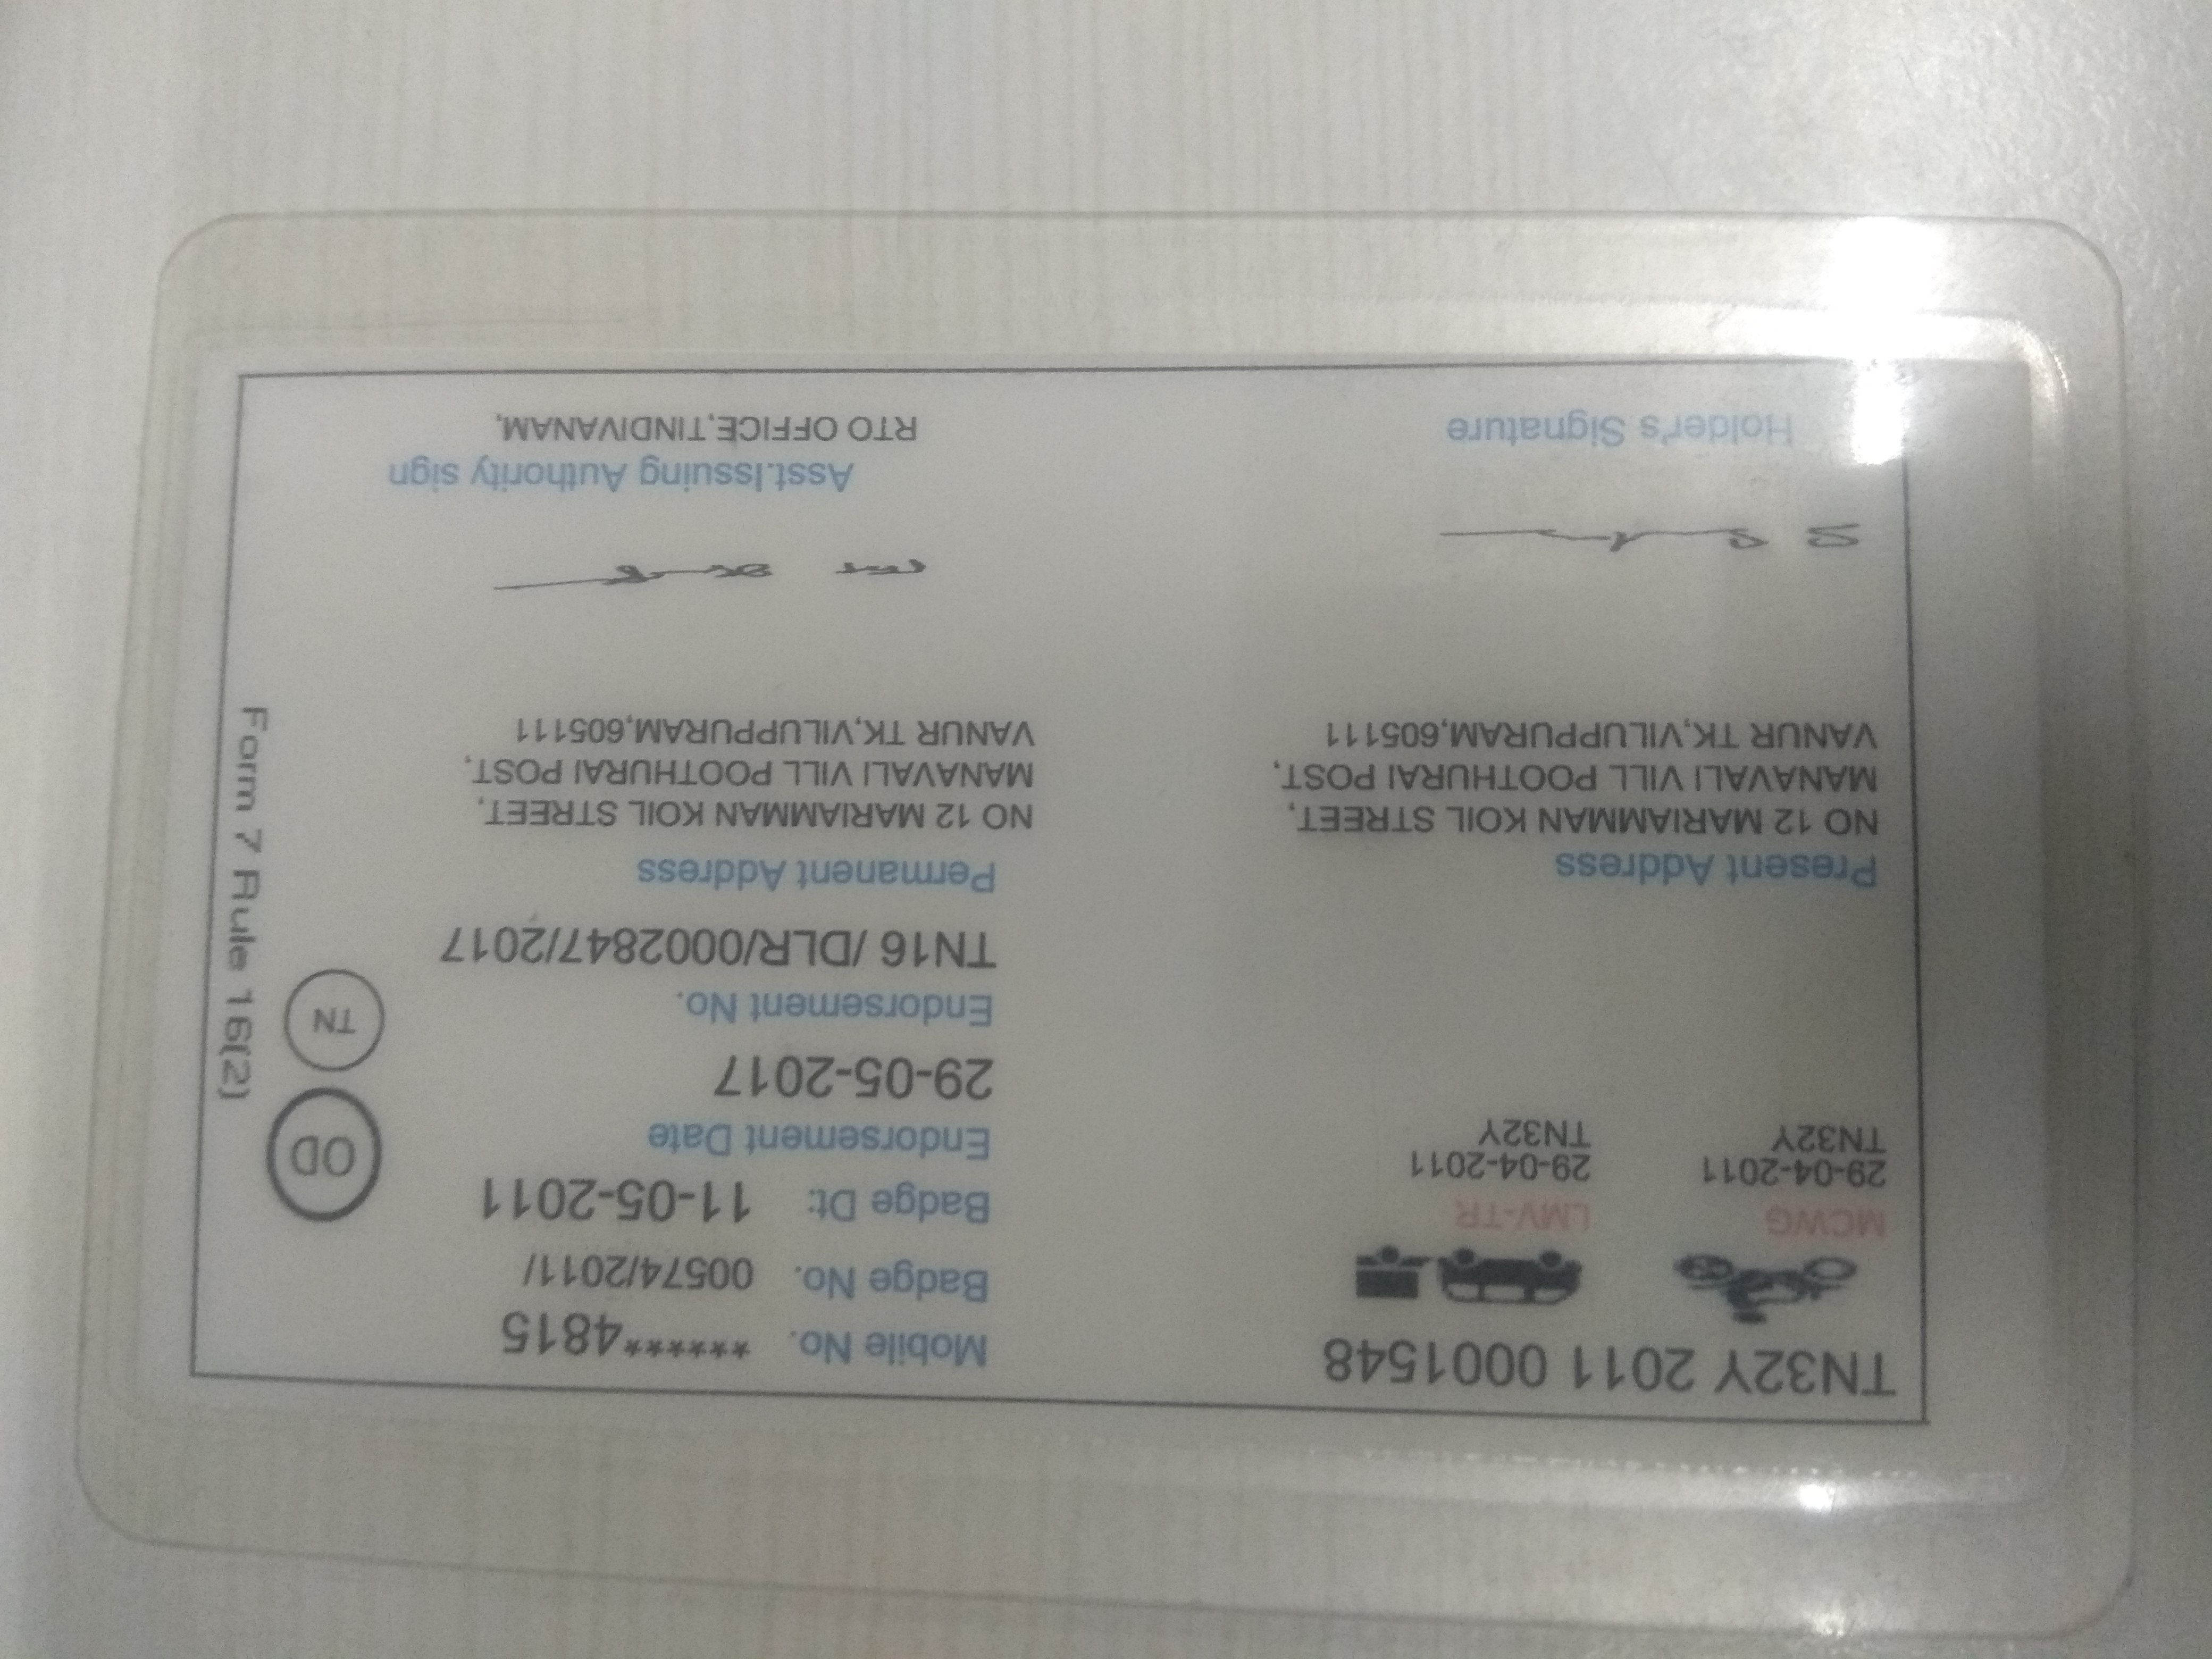 TN32Y 2011 0001548
MCWG
29-04-2011
TN32Y
LMV-TR
29-04-2011
TN32Y
Present Address
NO 12 MARIAMMAN KOIL STREET,
MANAVALI VILL POOTHURAI POST,
VANUR TK,VILUPPURAM,605111
Holder's Signature
Mobile No. ******4815
Badge No. 00574/2011/
Badge Dt: 11-05-2011
Endorsement Date
29-05-2017
Endorsement No.
TN16 /DLR/0002847/2017
Permanent Address
NO 12 MARIAMMAN KOIL STREET,
MANAVALI VILL POOTHURAI POST,
VANUR TK,VILUPPURAM,605111
Asst.Issuing Authority sign
RTO OFFICE,TINDIVANAM,
OD
TN
Form 7 Rule 16(2)